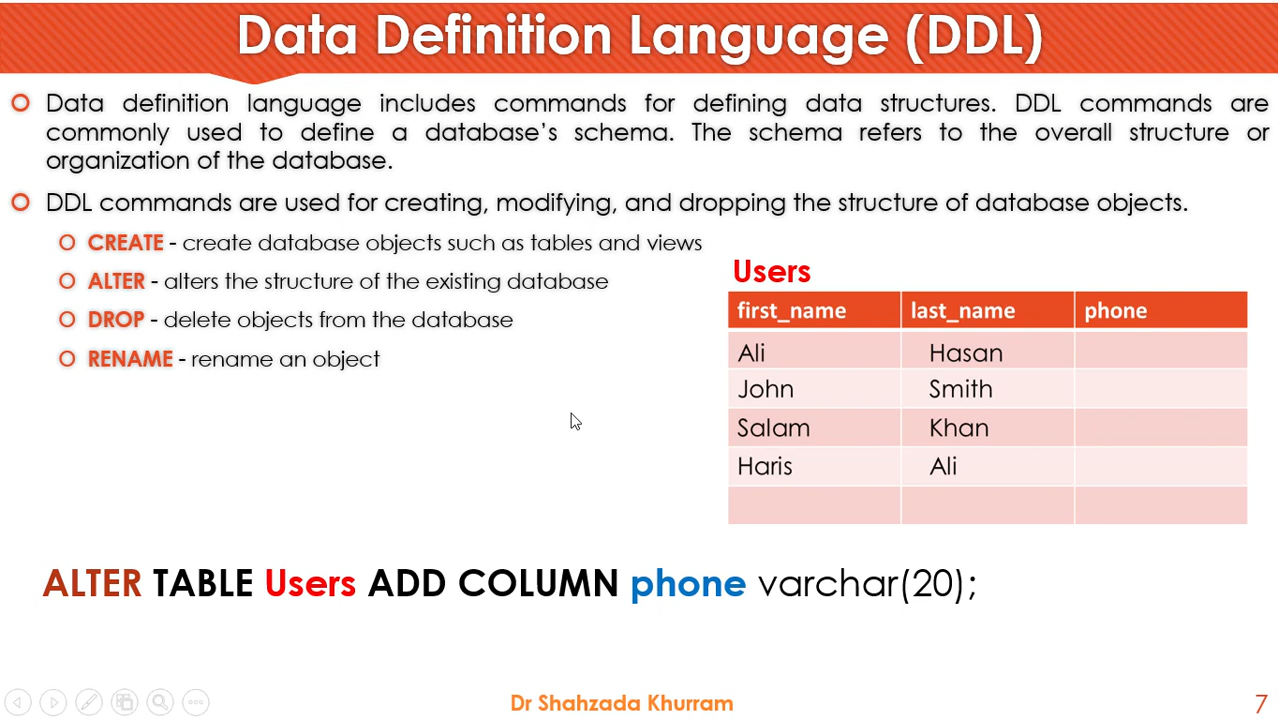 Data Definition Language (DDL)
Data definition language includes commands for defining data structures. DDL commands are
commonly used to define a database’s schema. The schema refers to the overall structure or
organization of the database.
DDL commands are used for creating, modifying, and dropping the structure of database objects.
CREATE - create database objects such as tables and views
ALTER - alters the structure of the existing database
DROP - delete objects from the database
RENAME - rename an object
Users
first_name last_name phone
Ali Hasan
John Smith
Salam Khan
Haris Ali
ALTER TABLE Users ADD COLUMN phone varchar(20);
Dr Shahzada Khurram
7